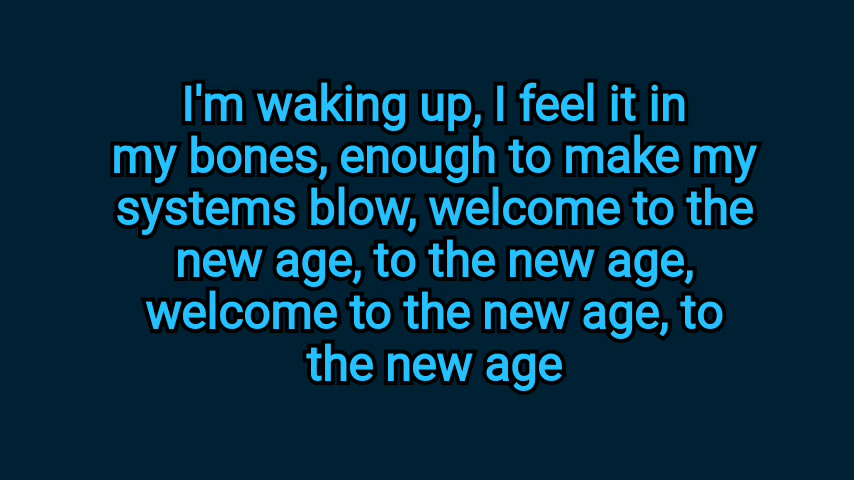 I'm waking up, I feel it in
my bones, enough to make my
systems blow, welcome to the
new age, to the new age,
welcome to the new age, to
the new age